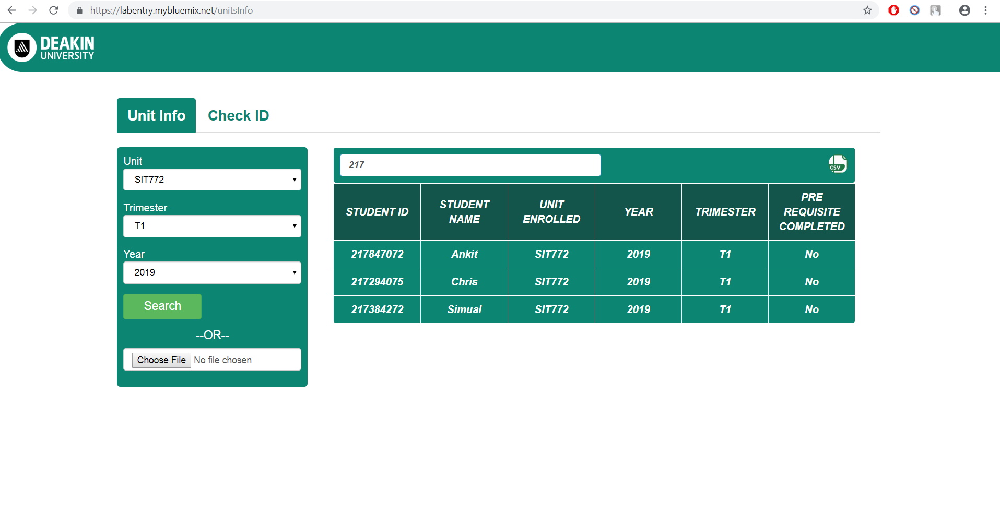 https://labentry.mybluemix.net/unitsInfo
DEAKIN
UNIVERSITY
Unit Info
Check ID
Unit
SIT772
Trimester
T1
Year
2019
Search
--OR--
Choose File No file chosen
217
CSV
STUDENT ID
STUDENT
NAME
UNIT
ENROLLED
YEAR
TRIMESTER
PRE
REQUISITE
COMPLETED
217847072 Ankit SIT772 2019 T1 No
217294075 Chris SIT772 2019 T1 No
217384272 Simual SIT772 2019 T1 No